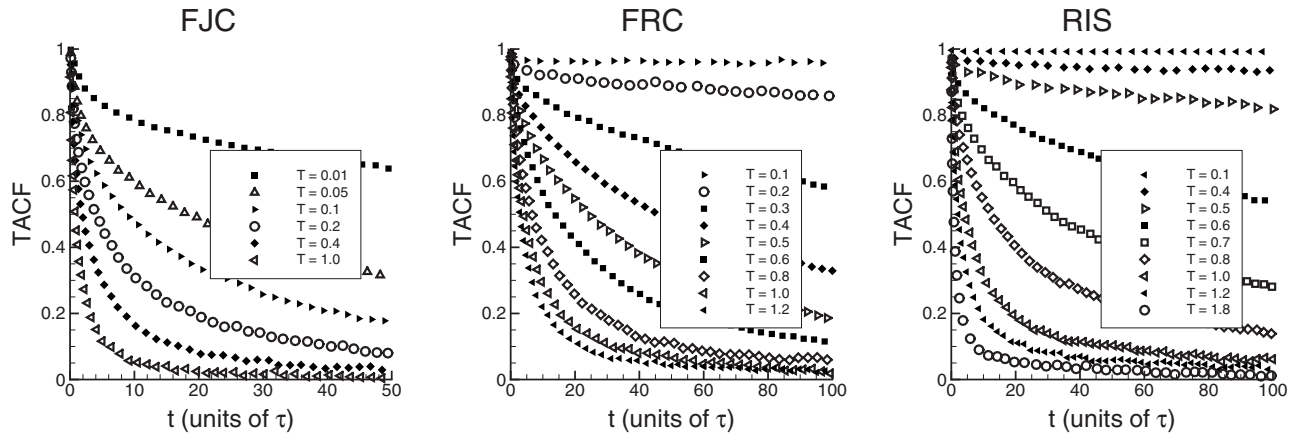 FJC
TACF
1
0.8
0.6
0.4
0.2
0
0 10 20 30 40 50
t (units of τ)
T = 0.01
T = 0.05
T = 0.1
T = 0.2
T = 0.4
T = 1.0
FRC
TACF
1
0.8
0.6
0.4
0.2
0
0 20 40 60 80 100
t (units of τ)
T = 0.1
T = 0.2
T = 0.3
T = 0.4
T = 0.5
T = 0.6
T = 0.8
T = 1.0
T = 1.2
RIS
TACF
1
0.8
0.6
0.4
0.2
0
0 20 40 60 80 100
t (units of τ)
T = 0.1
T = 0.4
T = 0.5
T = 0.6
T = 0.7
T = 0.8
T = 1.0
T = 1.2
T = 1.8